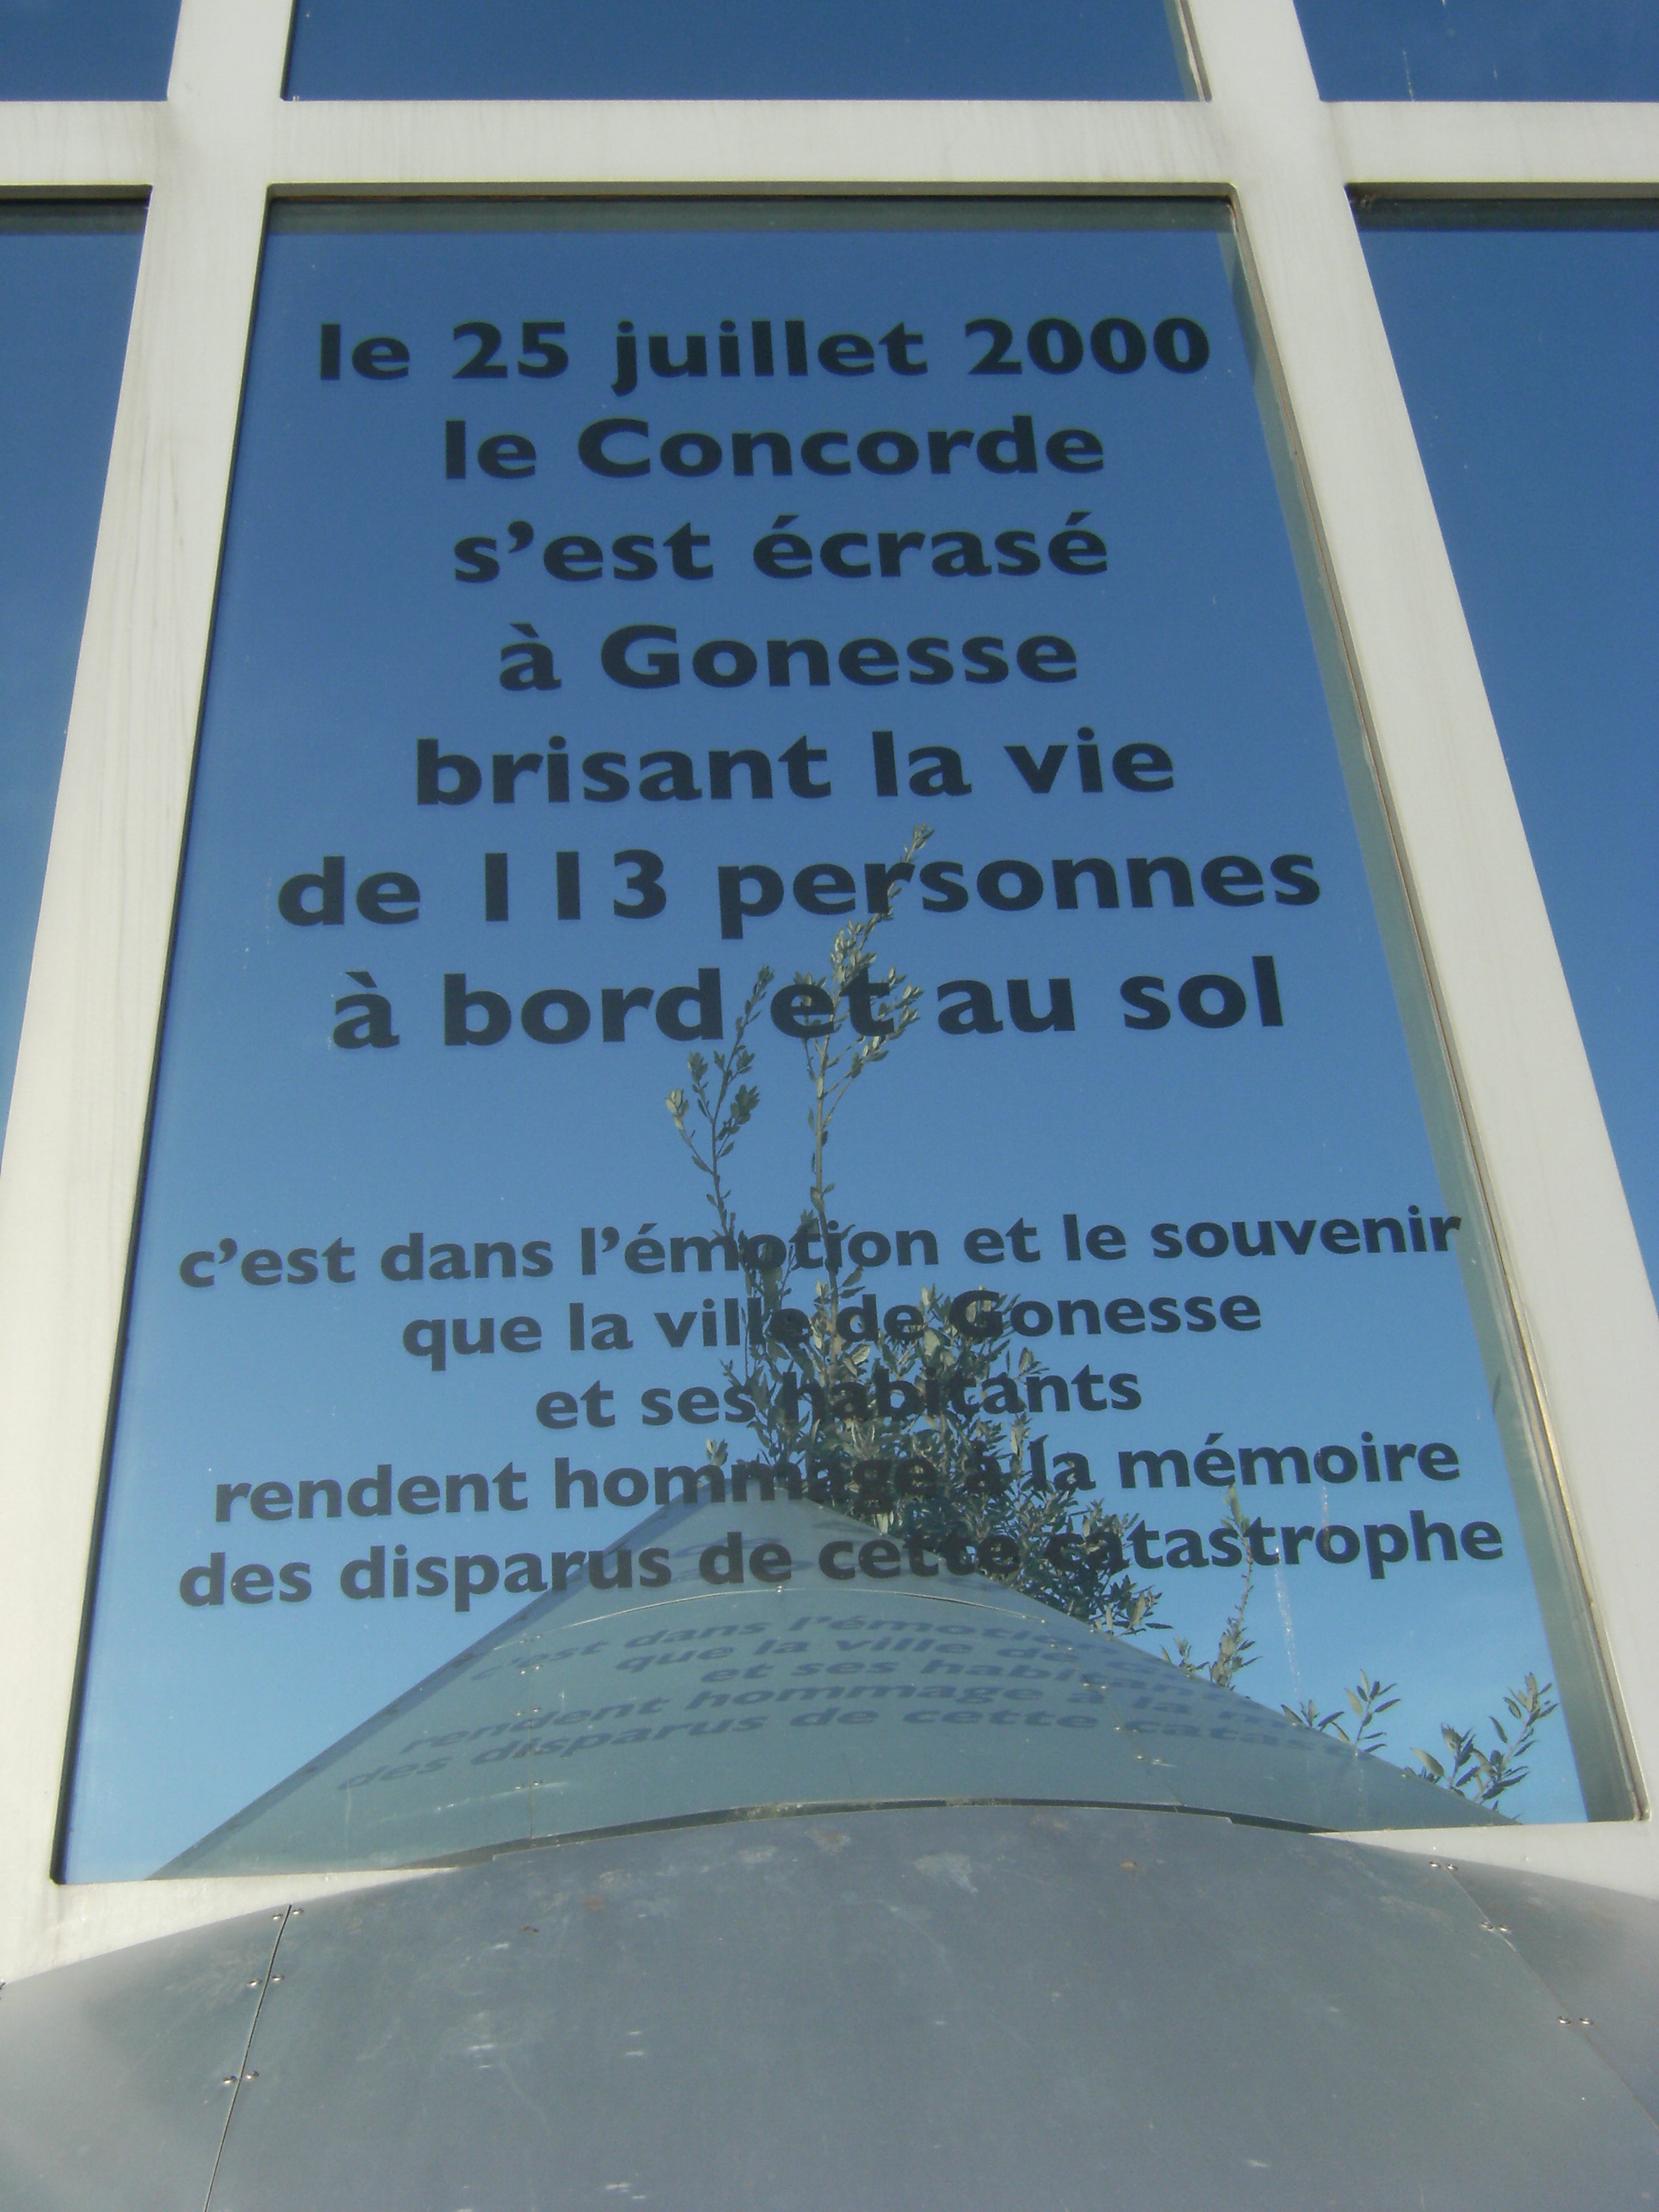 le 25 juillet 2000
le Concorde
s'est écrasé
à Gonesse
brisant la vie
de 113 personnes
à bord et au sol
c'est dans l'émotion et le souvenir
que la ville de Gonesse
et ses habitants
rendent hommage à la mémoire
des disparus de cette catastrophe